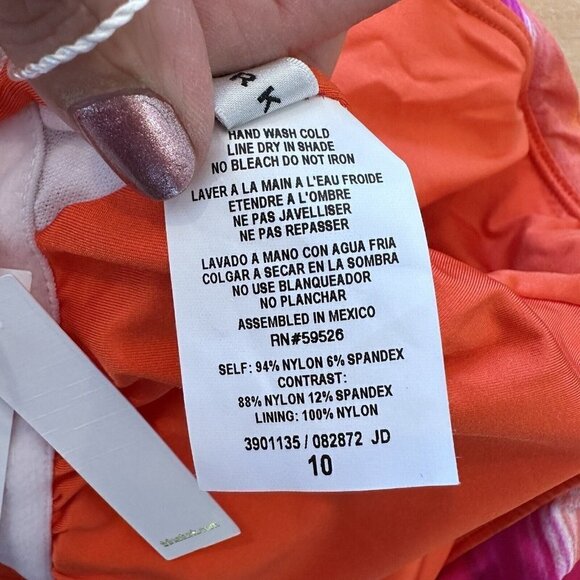 R K
HAND WASH COLD
LINE DRY IN SHADE
NO BLEACH DO NOT IRON
LAVER A LA MAIN A L'EAU FROIDE
ETENDRE A L'OMBRE
NE PAS JAVELLISER
NE PAS REPASSER
LAVADO A MANO CON AGUA FRIA
COLGAR A SECAR EN LA SOMBRA
NO USE BLANQUEADOR
NO PLANCHAR
ASSEMBLED IN MEXICO
RN#59526
SELF: 94% NYLON 6% SPANDEX
CONTRAST:
88% NYLON 12% SPANDEX
LINING: 100% NYLON
3901135 / 082872 JD
10